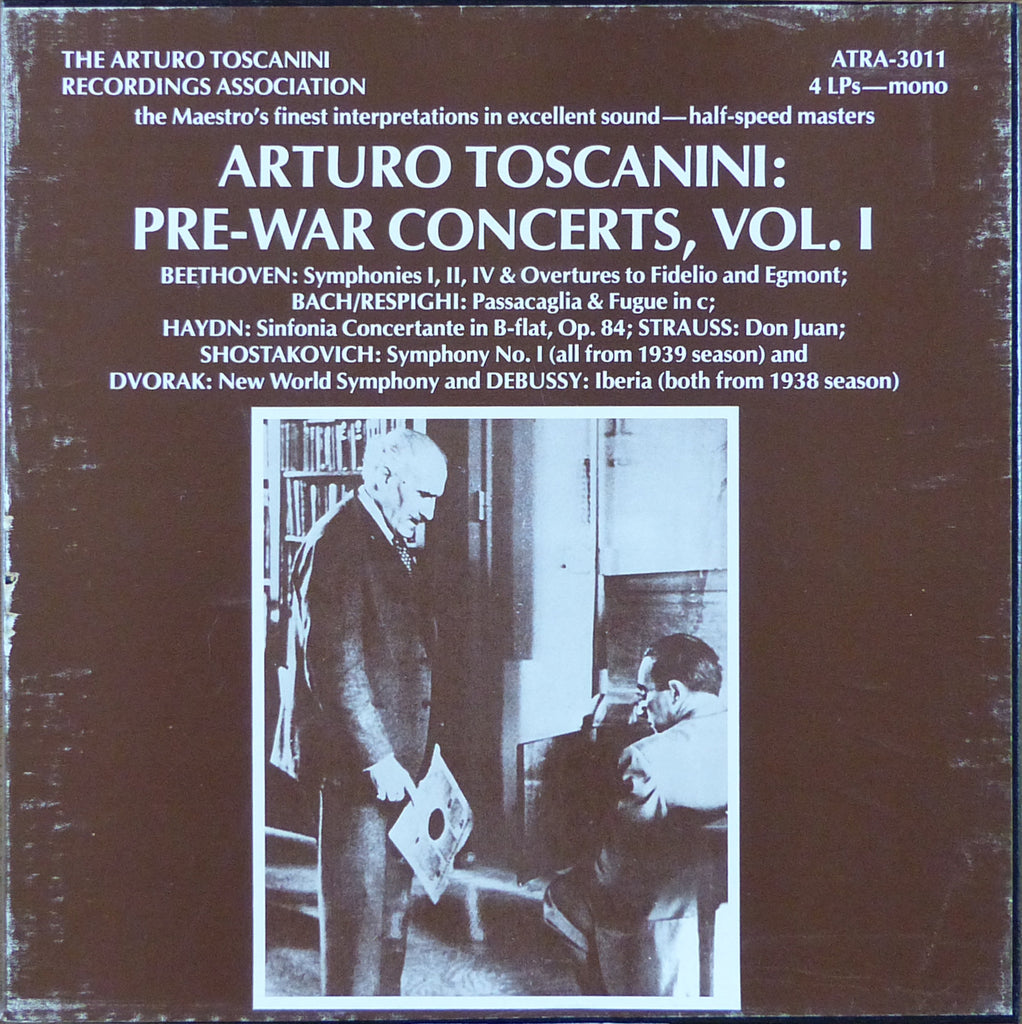 THE ARTURO TOSCANINI
RECORDINGS ASSOCIATION
ATRA-3011
4 LPs—mono
the Maestro's finest interpretations in excellent sound—half-speed masters
ARTURO TOSCANINI:
PRE-WAR CONCERTS, VOL. I
BEETHOVEN: Symphonies I, II, IV & Overtures to Fidelio and Egmont;
BACH/RESPIGHI: Passacaglia & Fugue in c;
HAYDN: Sinfonia Concertante in B-flat, Op. 84; STRAUSS: Don Juan;
SHOSTAKOVICH: Symphony No. I (all from 1939 season) and
DVORAK: New World Symphony and DEBUSSY: Iberia (both from 1938 season)